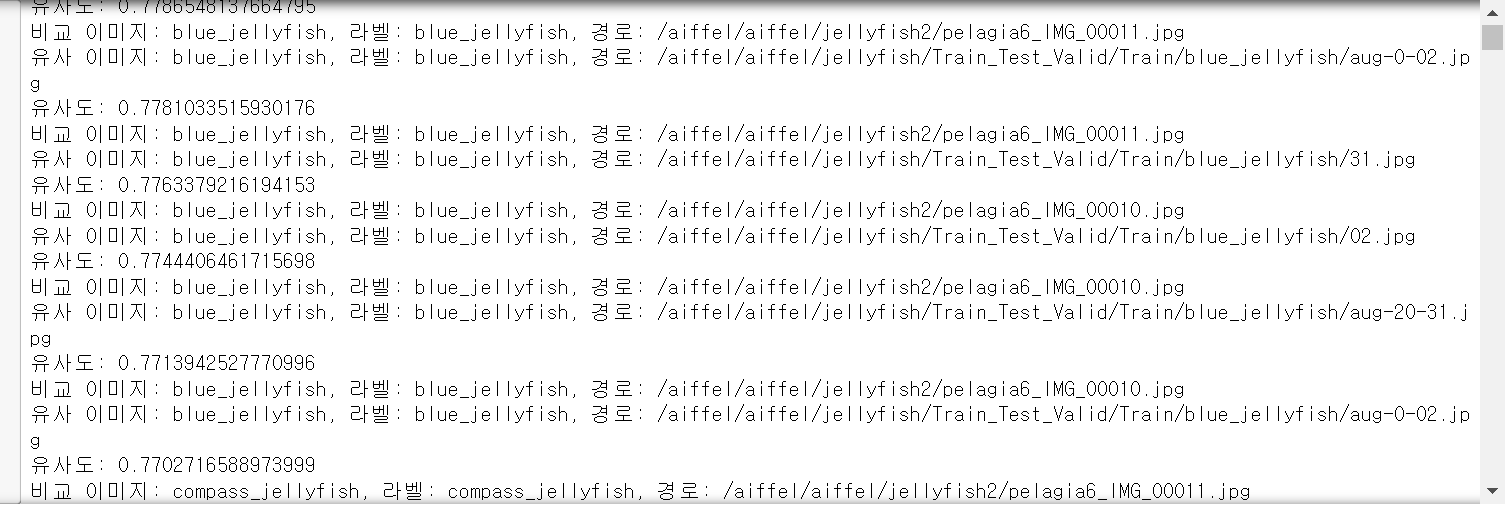 유사도: 0.7786548137664795
비교 이미지: blue_jellyfish, 라벨: blue_jellyfish, 경로: /aiffel/aiffel/jellyfish2/pelagia6_IMG_00011.jpg
유사 이미지: blue_jellyfish, 라벨: blue_jellyfish, 경로: /aiffel/aiffel/jellyfish/Train_Test_Valid/Train/blue_jellyfish/aug-0-02.jp
g
유사도: 0.7781033515930176
비교 이미지: blue_jellyfish, 라벨: blue_jellyfish, 경로: /aiffel/aiffel/jellyfish2/pelagia6_IMG_00011.jpg
유사 이미지: blue_jellyfish, 라벨: blue_jellyfish, 경로: /aiffel/aiffel/jellyfish/Train_Test_Valid/Train/blue_jellyfish/31.jpg
유사도: 0.7763379216194153
비교 이미지: blue_jellyfish, 라벨: blue_jellyfish, 경로: /aiffel/aiffel/jellyfish2/pelagia6_IMG_00010.jpg
유사 이미지: blue_jellyfish, 라벨: blue_jellyfish, 경로: /aiffel/aiffel/jellyfish/Train_Test_Valid/Train/blue_jellyfish/02.jpg
유사도: 0.7744406461715698
비교 이미지: blue_jellyfish, 라벨: blue_jellyfish, 경로: /aiffel/aiffel/jellyfish2/pelagia6_IMG_00010.jpg
유사 이미지: blue_jellyfish, 라벨: blue_jellyfish, 경로: /aiffel/aiffel/jellyfish/Train_Test_Valid/Train/blue_jellyfish/aug-20-31.j
pg
유사도: 0.7713942527770996
비교 이미지: blue_jellyfish, 라벨: blue_jellyfish, 경로: /aiffel/aiffel/jellyfish2/pelagia6_IMG_00010.jpg
유사 이미지: blue_jellyfish, 라벨: blue_jellyfish, 경로: /aiffel/aiffel/jellyfish/Train_Test_Valid/Train/blue_jellyfish/aug-0-02.jp
g
유사도: 0.7702716588973999
비교 이미지: compass_jellyfish, 라벨: compass_jellyfish, 경로: /aiffel/aiffel/jellyfish2/pelagia6_IMG_00011.jpg